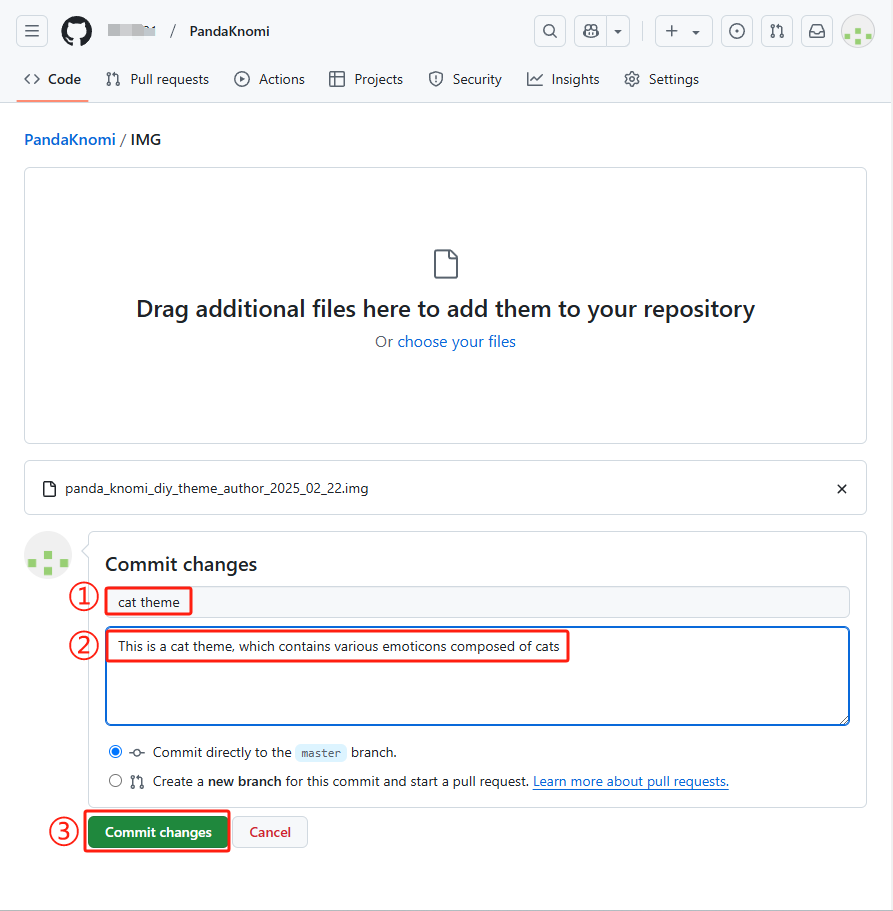 / PandaKnomi
Code Pull requests Actions Projects Security Insights Settings
PandaKnomi / IMG
Drag additional files here to add them to your repository
Or choose your files
panda_knomi_diy_theme_author_2025_02_22.img
Commit changes
① cat theme
② This is a cat theme, which contains various emoticons composed of cats
Commit directly to the master branch.
Create a new branch for this commit and start a pull request. Learn more about pull requests.
③ Commit changes Cancel